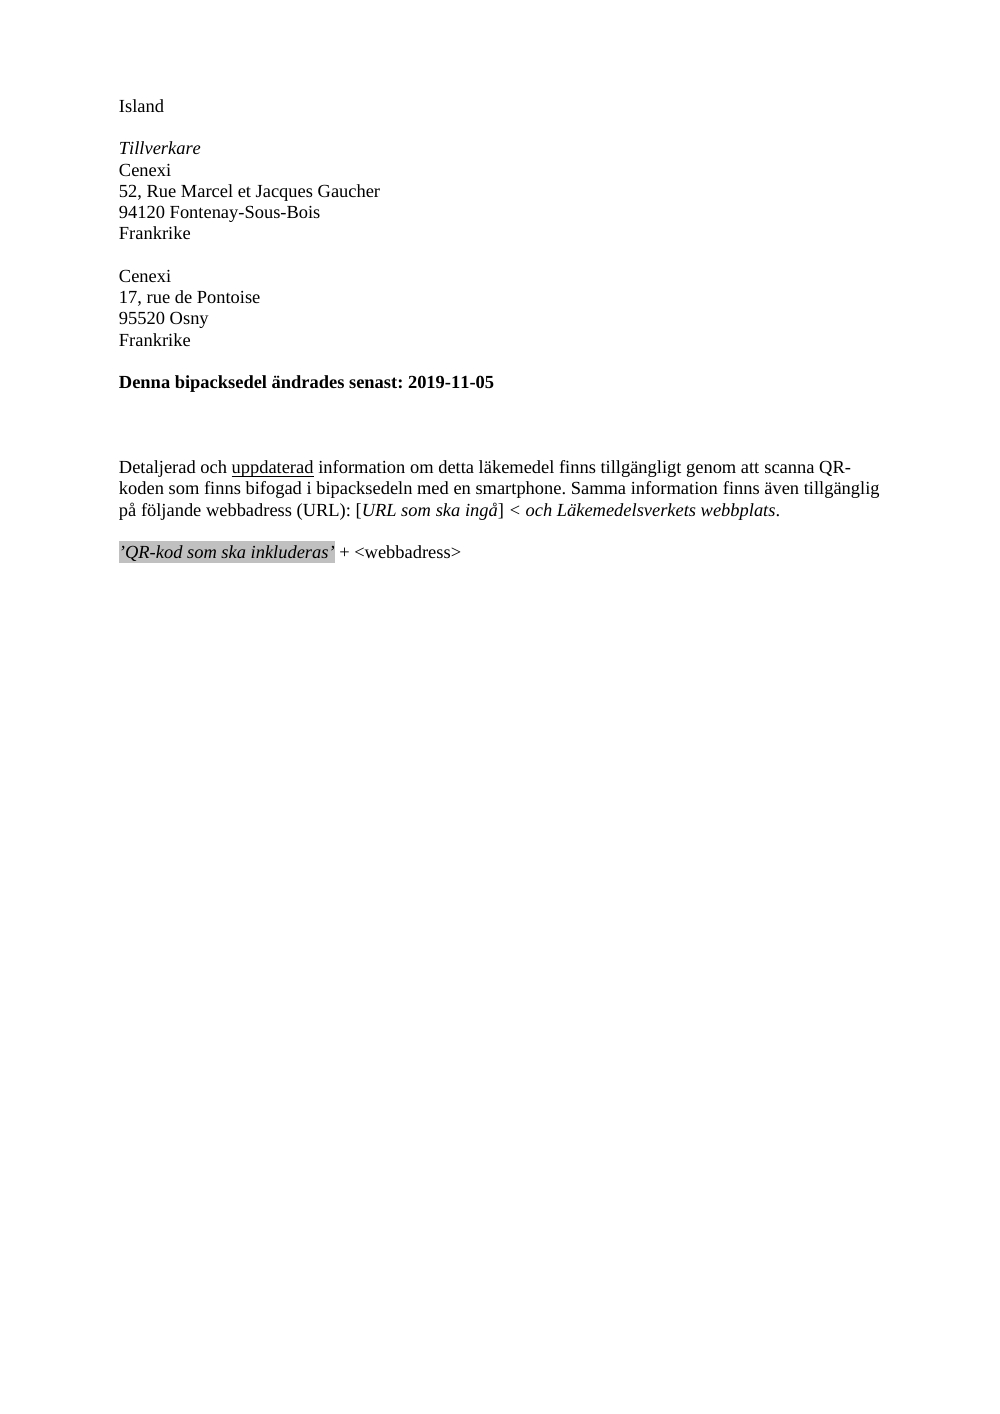 Island
Tillverkare
Cenexi
52, Rue Marcel et Jacques Gaucher
94120 Fontenay-Sous-Bois
Frankrike
Cenexi
17, rue de Pontoise
95520 Osny
Frankrike
Denna bipacksedel ändrades senast: 2019-11-05
Detaljerad och uppdaterad information om detta läkemedel finns tillgängligt genom att scanna QR-
koden som finns bifogad i bipacksedeln med en smartphone. Samma information finns även tillgänglig
på följande webbadress (URL): [URL som ska ingå] < och Läkemedelsverkets webbplats.
’QR-kod som ska inkluderas’ + <webbadress>